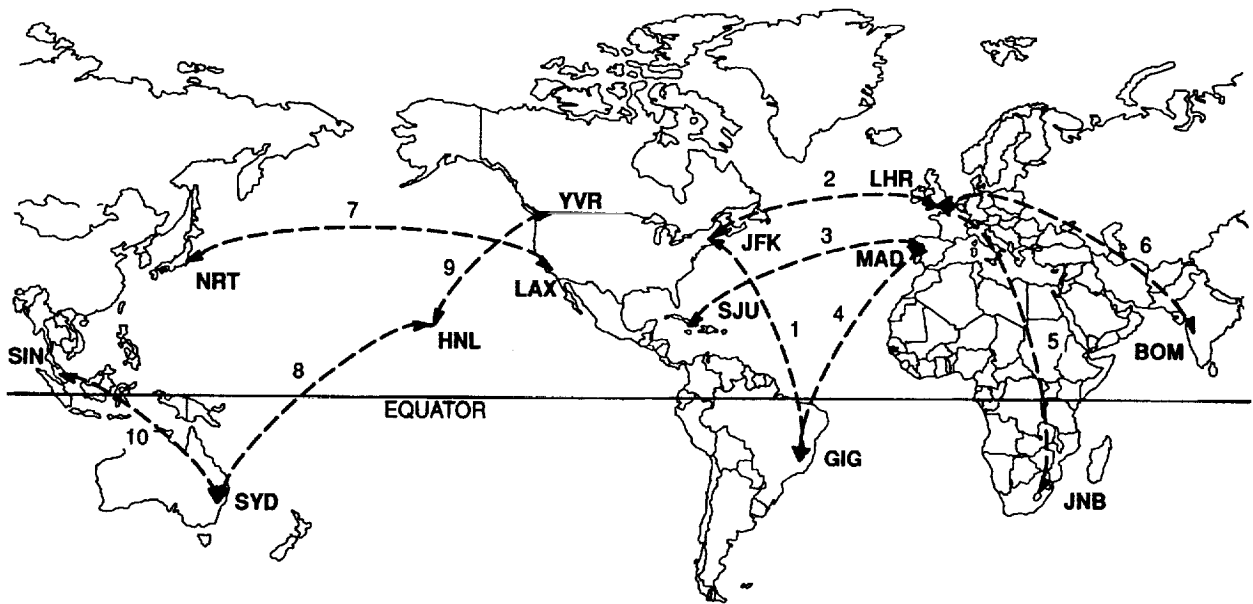 2
LHR
YVR
7
3
JFK
6
MAD
9
NRT
LAX
SJU
HNL
1
4
5
BOM
SIN
8
EQUATOR
10
GIG
SYD
JNB